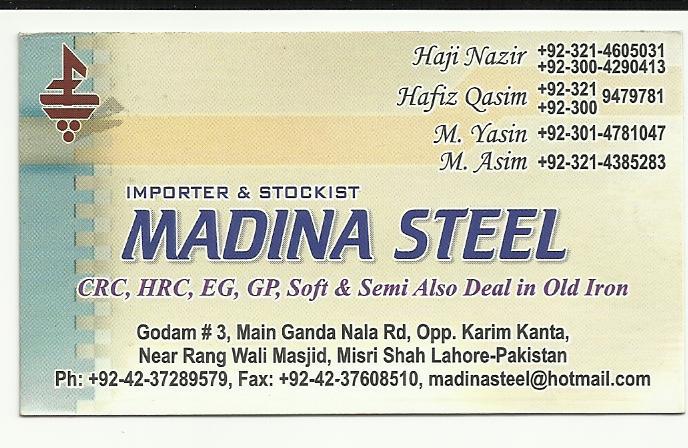 Haji Nazir +92-321-4605031
+92-300-4290413
Hafiz Qasim +92-321
+92-300 9479781
M. Yasin +92-301-4781047
M. Asim +92-321-4385283
IMPORTER & STOCKIST
MADINA STEEL
CRC, HRC, EG, GP, Soft & Semi Also Deal in Old Iron
Godam # 3, Main Ganda Nala Rd, Opp. Karim Kanta,
Near Rang Wali Masjid, Misri Shah Lahore-Pakistan
Ph: +92-42-37289579, Fax: +92-42-37608510, madinasteel@hotmail.com